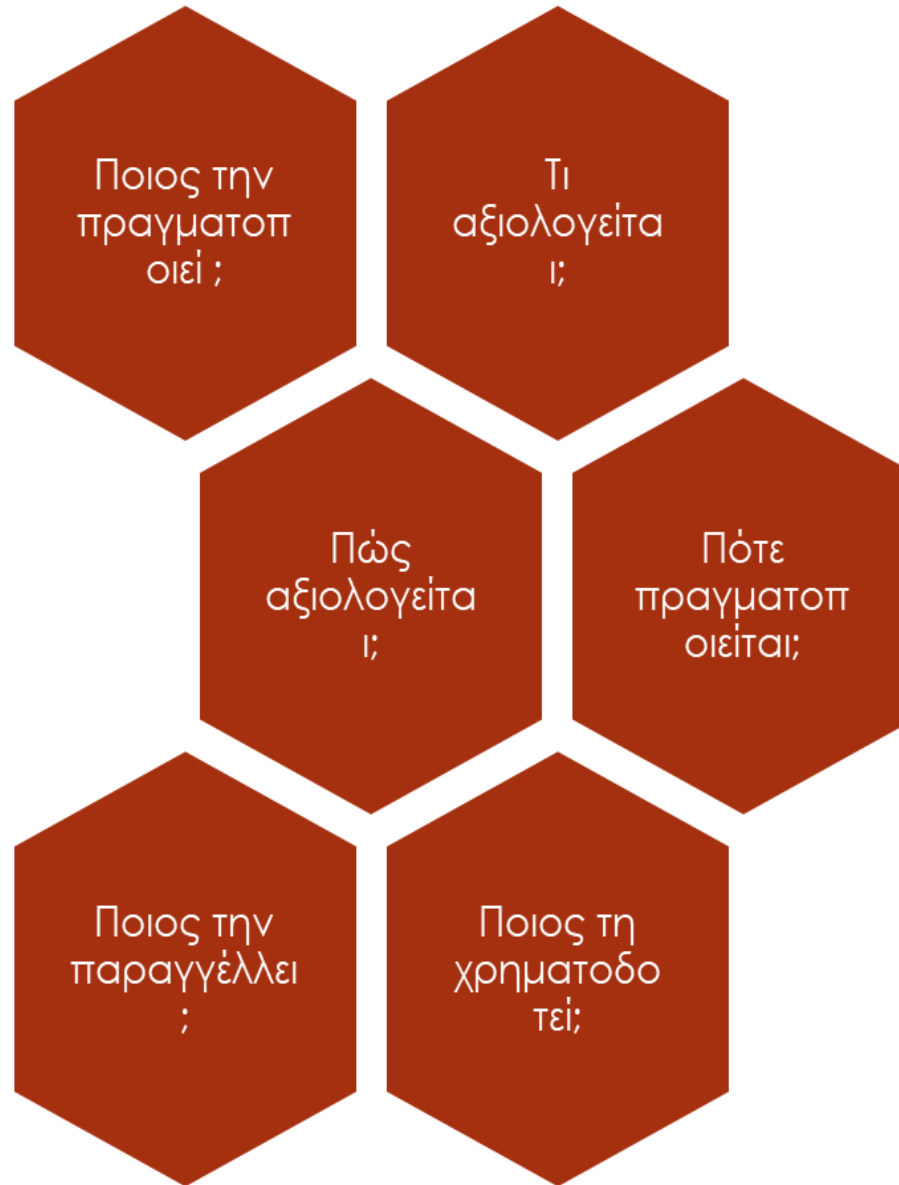 Ποιος την
πραγματοπ
οιεί ;
Τι
αξιολογείτα
ι;
Πώς
αξιολογείτα
ι;
Πότε
πραγματοπ
οιείται;
Ποιος την
παραγγέλλει
;
Ποιος τη
χρηματοδο
τεί;